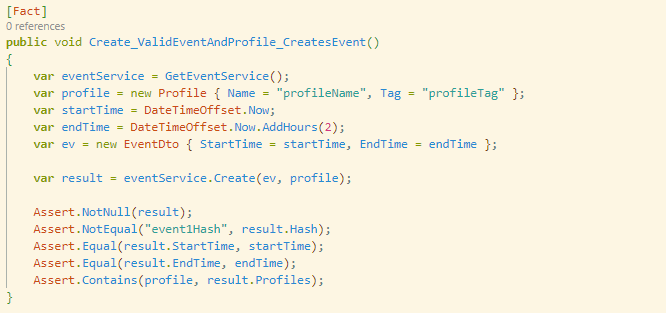 [Fact]
0 references
public void Create_ValidEventAndProfile_CreatesEvent()
{
    var eventService = GetEventService();
    var profile = new Profile { Name = "profileName", Tag = "profileTag" };
    var startTime = DateTimeOffset.Now;
    var endTime = DateTimeOffset.Now.AddHours(2);
    var ev = new EventDto { StartTime = startTime, EndTime = endTime };

    var result = eventService.Create(ev, profile);

    Assert.NotNull(result);
    Assert.NotEqual("event1Hash", result.Hash);
    Assert.Equal(result.StartTime, startTime);
    Assert.Equal(result.EndTime, endTime);
    Assert.Contains(profile, result.Profiles);
}